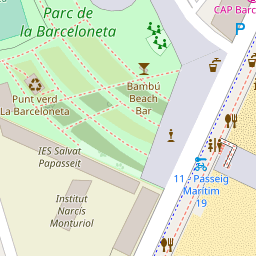 Parc de
la Barceloneta
CAP Barc
P
Punt verd
La Barceloneta
Bambú
Beach
Bar
IES Salvat
Papasseit
Institut
Narcís
Monturiol
11 - Passeig
Marítim
19